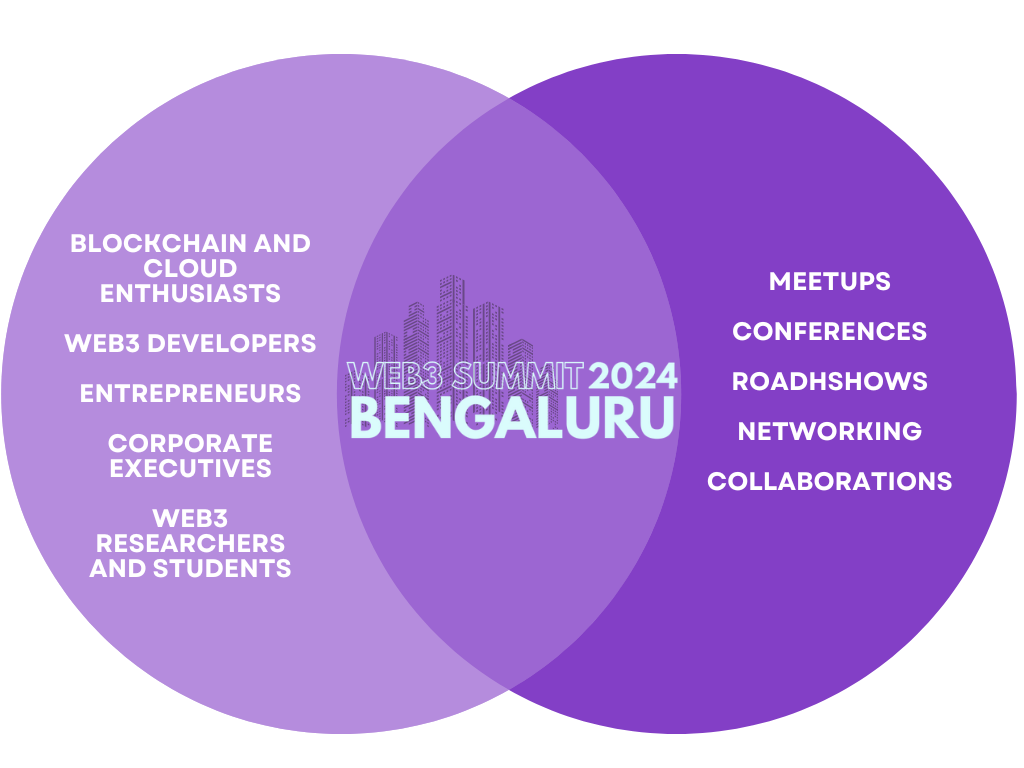 BLOCKCHAIN AND
CLOUD
ENTHUSIASTS
WEB3 DEVELOPERS
ENTREPRENEURS
CORPORATE
EXECUTIVES
WEB3
RESEARCHERS
AND STUDENTS
WEB3 SUMMIT 2024
BENGALURU
MEETUPS
CONFERENCES
ROADHSHOWS
NETWORKING
COLLABORATIONS